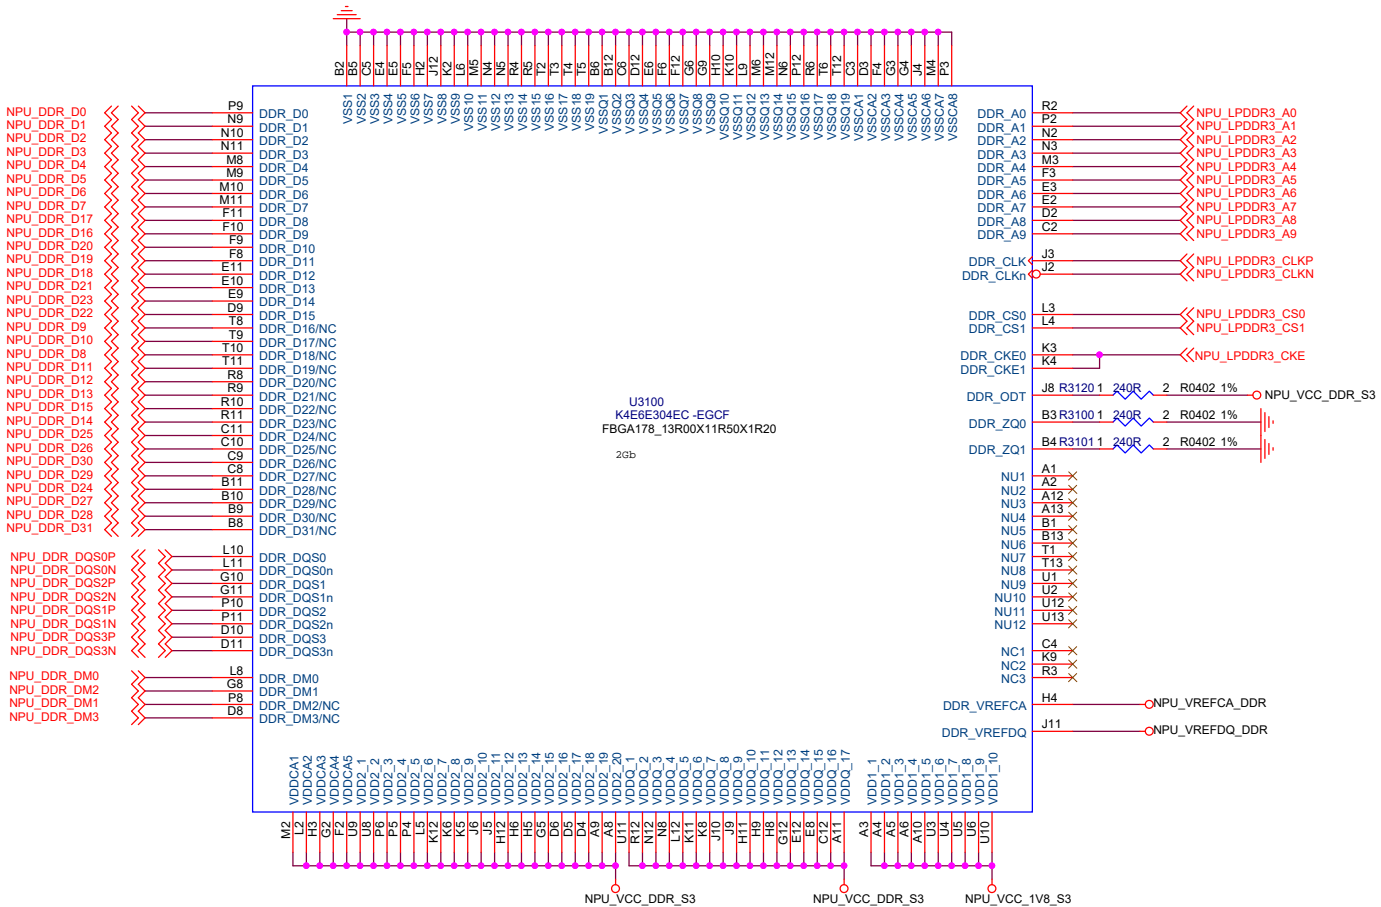 B2 B5 C5 E4 E5 F5 H2 J12 K2 L6 M5 N4 N5 R4 R5 T2 T3 T4 T5 B6 B12 C6 D12 E6 F6 F12 G6 G9 H10 K10 L9 M6 M12 N6 P12 R6 T6 T12 C3 D3 F4 G3 G4 J4 M4 P3
VSS1 VSS2 VSS3 VSS4 VSS5 VSS6 VSS7 VSS8 VSS9 VSS10 VSS11 VSS12 VSS13 VSS14 VSS15 VSS16 VSS17 VSS18 VSS19 VSSQ1 VSSQ2 VSSQ3 VSSQ4 VSSQ5 VSSQ6 VSSQ7 VSSQ8 VSSQ9 VSSQ10 VSSQ11 VSSQ12 VSSQ13 VSSQ14 VSSQ15 VSSQ16 VSSQ17 VSSQ18 VSSQ19 VSSCA1 VSSCA2 VSSCA3 VSSCA4 VSSCA5 VSSCA6 VSSCA7 VSSCA8
NPU_DDR_D0 P9 DDR_D0
NPU_DDR_D1 N9 DDR_D1
NPU_DDR_D2 N10 DDR_D2
NPU_DDR_D3 N11 DDR_D3
NPU_DDR_D4 M8 DDR_D4
NPU_DDR_D5 M9 DDR_D5
NPU_DDR_D6 M10 DDR_D6
NPU_DDR_D7 M11 DDR_D7
NPU_DDR_D17 F11 DDR_D8
NPU_DDR_D16 F10 DDR_D9
NPU_DDR_D20 F9 DDR_D10
NPU_DDR_D19 F8 DDR_D11
NPU_DDR_D18 E11 DDR_D12
NPU_DDR_D21 E10 DDR_D13
NPU_DDR_D23 E9 DDR_D14
NPU_DDR_D22 D9 DDR_D15
NPU_DDR_D9 T8 DDR_D16/NC
NPU_DDR_D10 T9 DDR_D17/NC
NPU_DDR_D8 T10 DDR_D18/NC
NPU_DDR_D11 T11 DDR_D19/NC
NPU_DDR_D12 R8 DDR_D20/NC
NPU_DDR_D13 R9 DDR_D21/NC
NPU_DDR_D15 R10 DDR_D22/NC
NPU_DDR_D14 R11 DDR_D23/NC
NPU_DDR_D25 C11 DDR_D24/NC
NPU_DDR_D26 C10 DDR_D25/NC
NPU_DDR_D30 C9 DDR_D26/NC
NPU_DDR_D29 C8 DDR_D27/NC
NPU_DDR_D24 B11 DDR_D28/NC
NPU_DDR_D27 B10 DDR_D29/NC
NPU_DDR_D28 B9 DDR_D30/NC
NPU_DDR_D31 B8 DDR_D31/NC
NPU_DDR_DQS0P L10 DDR_DQS0
NPU_DDR_DQS0N L11 DDR_DQS0n
NPU_DDR_DQS2P G10 DDR_DQS1
NPU_DDR_DQS2N G11 DDR_DQS1n
NPU_DDR_DQS1P P10 DDR_DQS2
NPU_DDR_DQS1N P11 DDR_DQS2n
NPU_DDR_DQS3P D10 DDR_DQS3
NPU_DDR_DQS3N D11 DDR_DQS3n
NPU_DDR_DM0 L8 DDR_DM0
NPU_DDR_DM2 G8 DDR_DM1
NPU_DDR_DM1 P8 DDR_DM2/NC
NPU_DDR_DM3 D8 DDR_DM3/NC
U3100
K4E6E304EC -EGCF
FBGA178_13R00X11R50X1R20
2Gb
DDR_A0 R2 NPU_LPDDR3_A0
DDR_A1 P2 NPU_LPDDR3_A1
DDR_A2 N2 NPU_LPDDR3_A2
DDR_A3 N3 NPU_LPDDR3_A3
DDR_A4 M3 NPU_LPDDR3_A4
DDR_A5 F3 NPU_LPDDR3_A5
DDR_A6 E3 NPU_LPDDR3_A6
DDR_A7 E2 NPU_LPDDR3_A7
DDR_A8 D2 NPU_LPDDR3_A8
DDR_A9 C2 NPU_LPDDR3_A9
DDR_CLK J3 NPU_LPDDR3_CLKP
DDR_CLKn J2 NPU_LPDDR3_CLKN
DDR_CS0 L3 NPU_LPDDR3_CS0
DDR_CS1 L4 NPU_LPDDR3_CS1
DDR_CKE0 K3 NPU_LPDDR3_CKE
DDR_CKE1 K4
DDR_ODT J8 R3120 1 240R 2 R0402 1% NPU_VCC_DDR_S3
DDR_ZQ0 B3 R3100 1 240R 2 R0402 1%
DDR_ZQ1 B4 R3101 1 240R 2 R0402 1%
NU1 A1
NU2 A2
NU3 A12
NU4 A13
NU5 B1
NU6 B13
NU7 T1
NU8 T13
NU9 U1
NU10 U2
NU11 U12
NU12 U13
NC1 C4
NC2 K9
NC3 R3
DDR_VREFCA H4 NPU_VREFCA_DDR
DDR_VREFDQ J11 NPU_VREFDQ_DDR
VDDCA1 VDDCA2 VDDCA3 VDDCA4 VDDCA5 VDD2_1 VDD2_2 VDD2_3 VDD2_4 VDD2_5 VDD2_6 VDD2_7 VDD2_8 VDD2_9 VDD2_10 VDD2_11 VDD2_12 VDD2_13 VDD2_14 VDD2_15 VDD2_16 VDD2_17 VDD2_18 VDD2_19 VDD2_20 VDDQ_1 VDDQ_2 VDDQ_3 VDDQ_4 VDDQ_5 VDDQ_6 VDDQ_7 VDDQ_8 VDDQ_9 VDDQ_10 VDDQ_11 VDDQ_12 VDDQ_13 VDDQ_14 VDDQ_15 VDDQ_16 VDDQ_17 VDD1_1 VDD1_2 VDD1_3 VDD1_4 VDD1_5 VDD1_6 VDD1_7 VDD1_8 VDD1_9 VDD1_10
M2 L2 H3 G2 F2 U9 U8 P6 P5 P4 L5 K12 K6 K5 J6 J5 H12 H6 H5 G5 D6 D5 D4 A9 A8 U11 R12 N12 N8 L12 K11 K8 J10 J9 H11 H9 H8 G12 E12 E8 C12 A11 A3 A4 A5 A6 A10 U3 U4 U5 U6 U10
NPU_VCC_DDR_S3 NPU_VCC_DDR_S3 NPU_VCC_1V8_S3